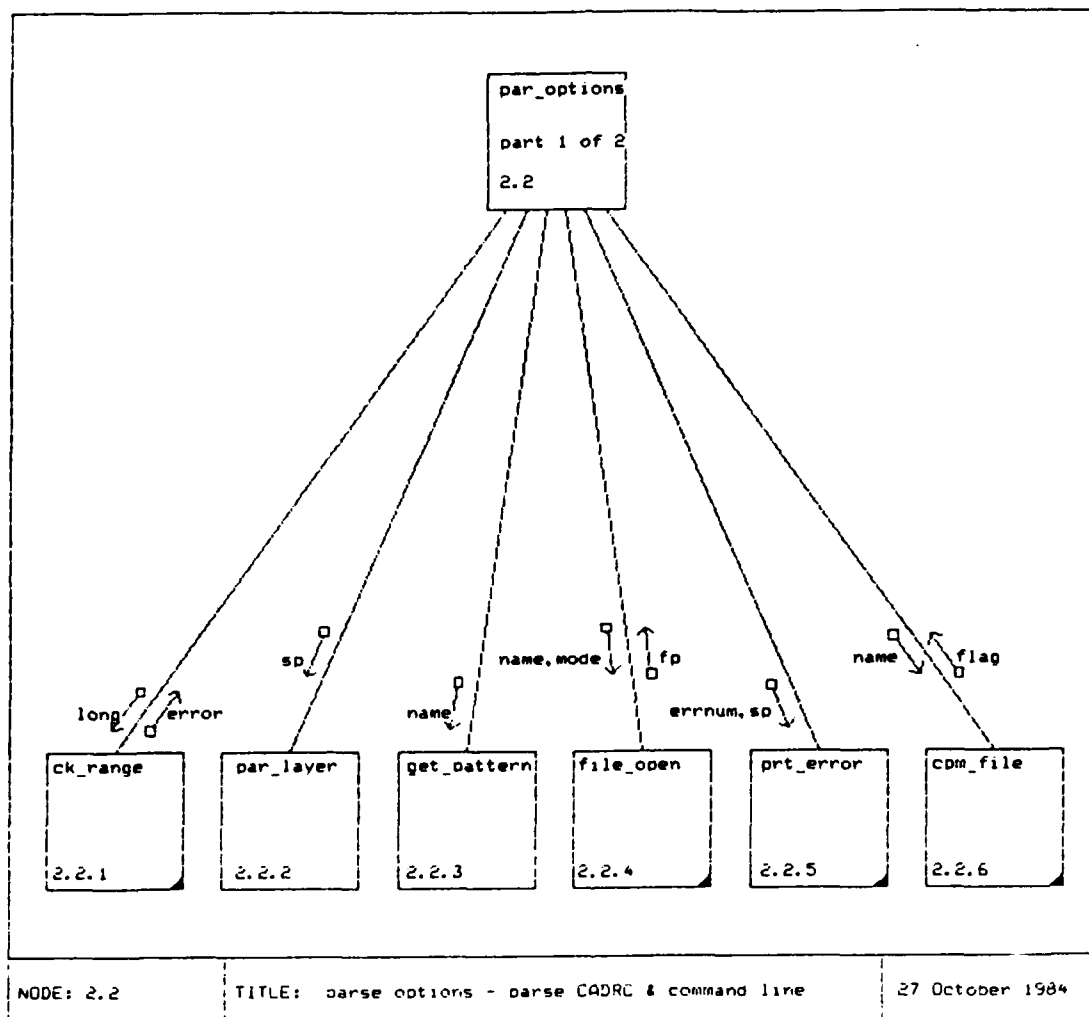 par_options
part 1 of 2
2.2
sp
name,mode
fp
name
flag
long
error
name
errnum,sp
ck_range
par_layer
get_pattern
file_open
prt_error
cpm_file
2.2.1
2.2.2
2.2.3
2.2.4
2.2.5
2.2.6
NODE: 2.2
TITLE: parse options - parse CADRC & command line
27 October 1984